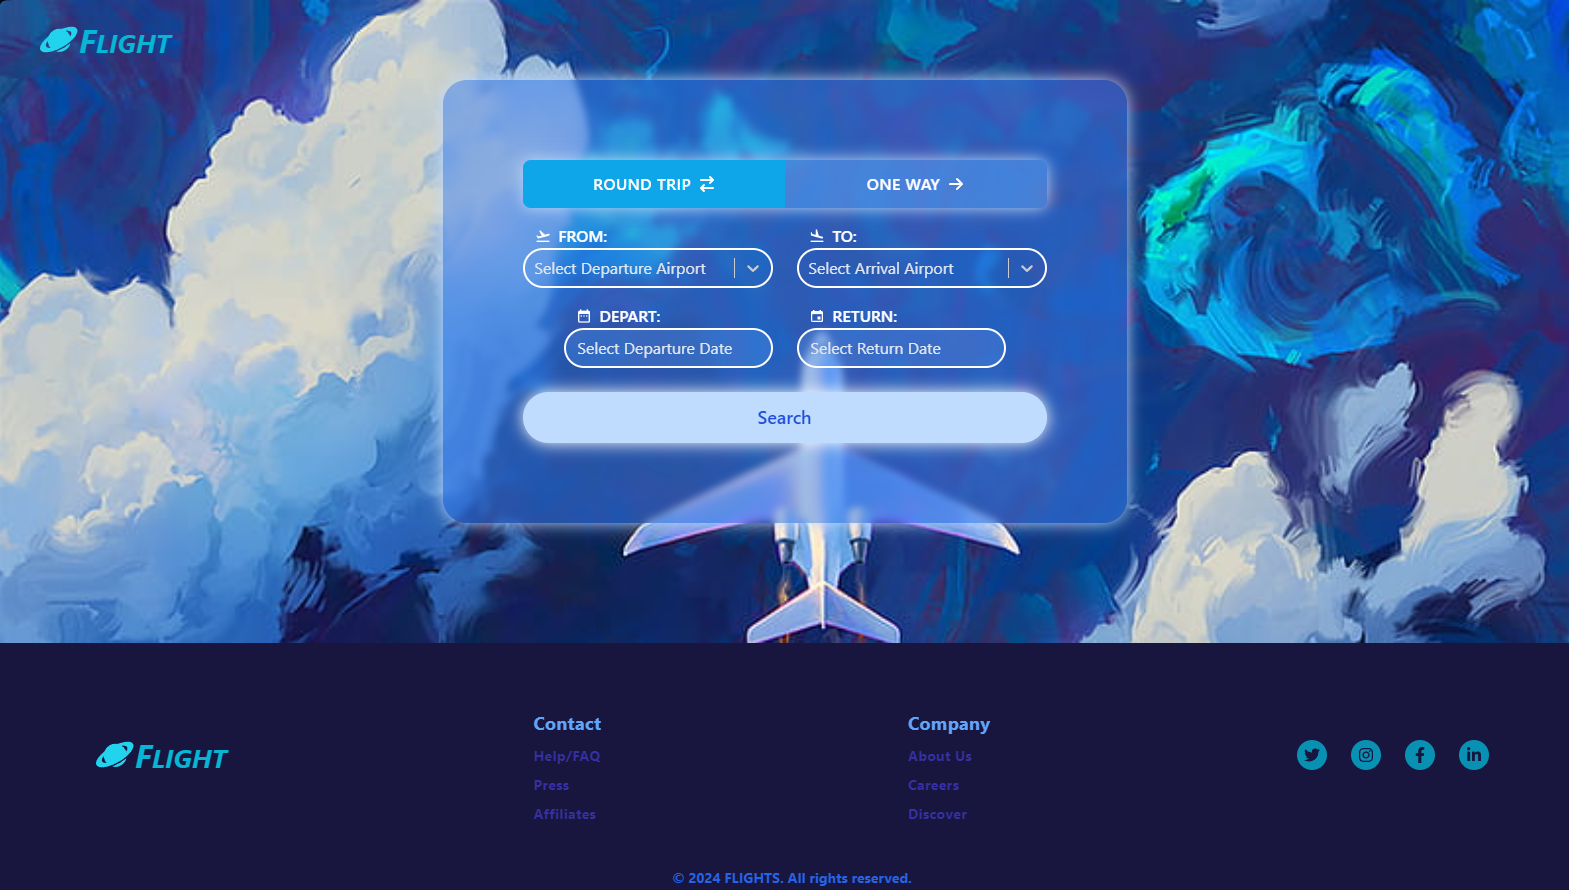 FLIGHT
ROUND TRIP
ONE WAY
FROM:
TO:
Select Departure Airport
Select Arrival Airport
DEPART:
RETURN:
Select Departure Date
Select Return Date
Search
FLIGHT
Contact
Help/FAQ
Press
Affiliates
Company
About Us
Careers
Discover
© 2024 FLIGHTS. All rights reserved.